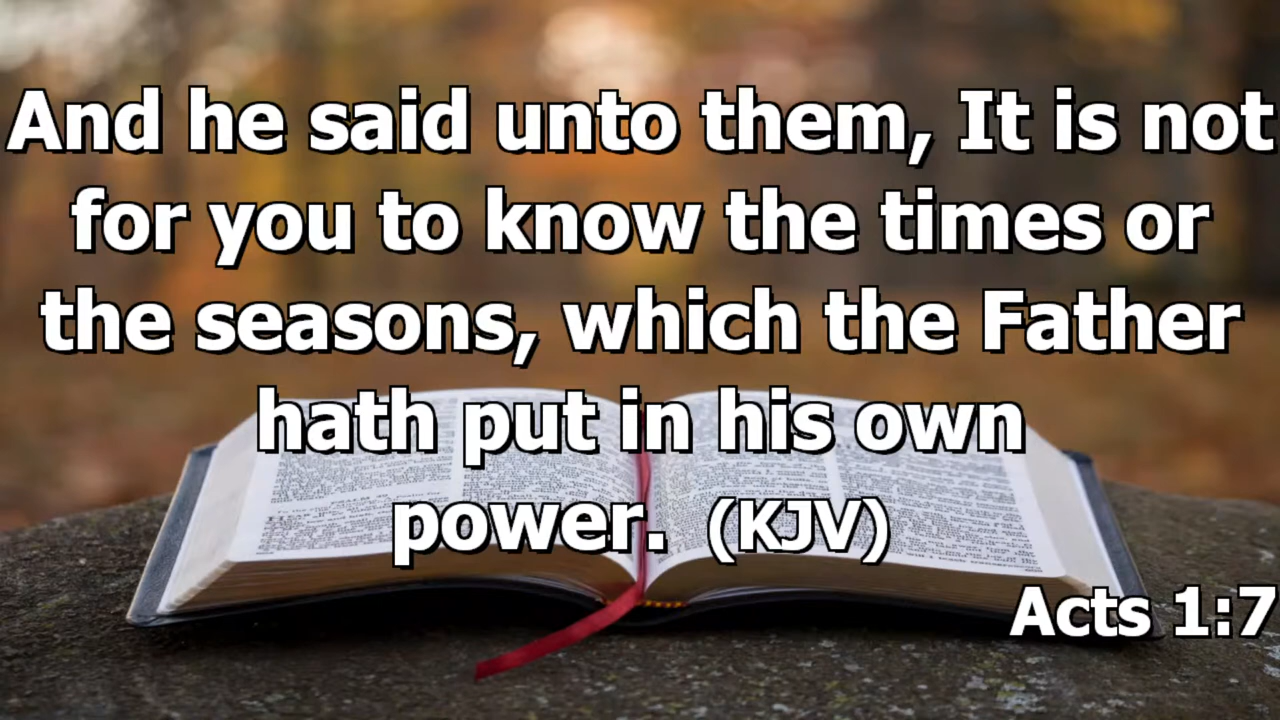 And he said unto them, It is not
for you to know the times or
the seasons, which the Father
hath put in his own
power. (KJV)
Acts 1:7